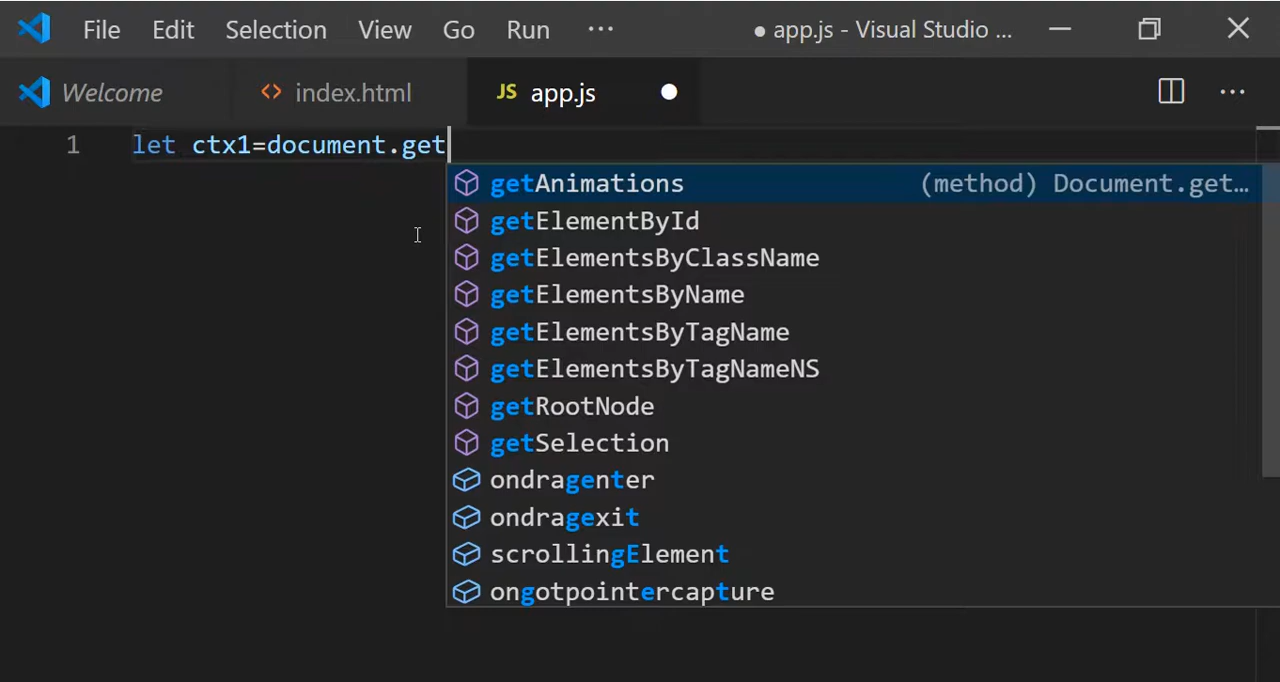 File Edit Selection View Go Run ··· ● app.js - Visual Studio ...
Welcome <> index.html JS app.js ● ···
1 let ctx1=document.get
getAnimations (method) Document.get…
getElementById
getElementsByClassName
getElementsByName
getElementsByTagName
getElementsByTagNameNS
getRootNode
getSelection
ondragenter
ondragexit
scrollingElement
ongotpointercapture